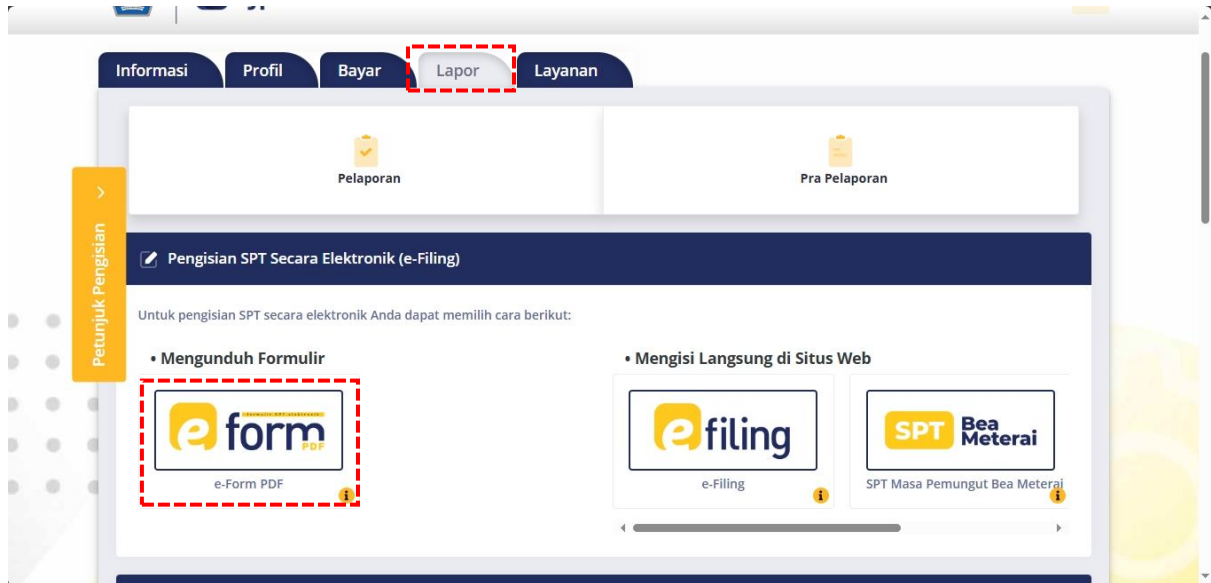 Informasi Profil Bayar Lapor Layanan
Pelaporan
Pra Pelaporan
Petunjuk Pengisian
Pengisian SPT Secara Elektronik (e-Filing)
Untuk pengisian SPT secara elektronik Anda dapat memilih cara berikut:
• Mengunduh Formulir
e form
PDF
e-Form PDF
• Mengisi Langsung di Situs Web
e filing
e-Filing
SPT Bea
Meterai
SPT Masa Pemungut Bea Meterai